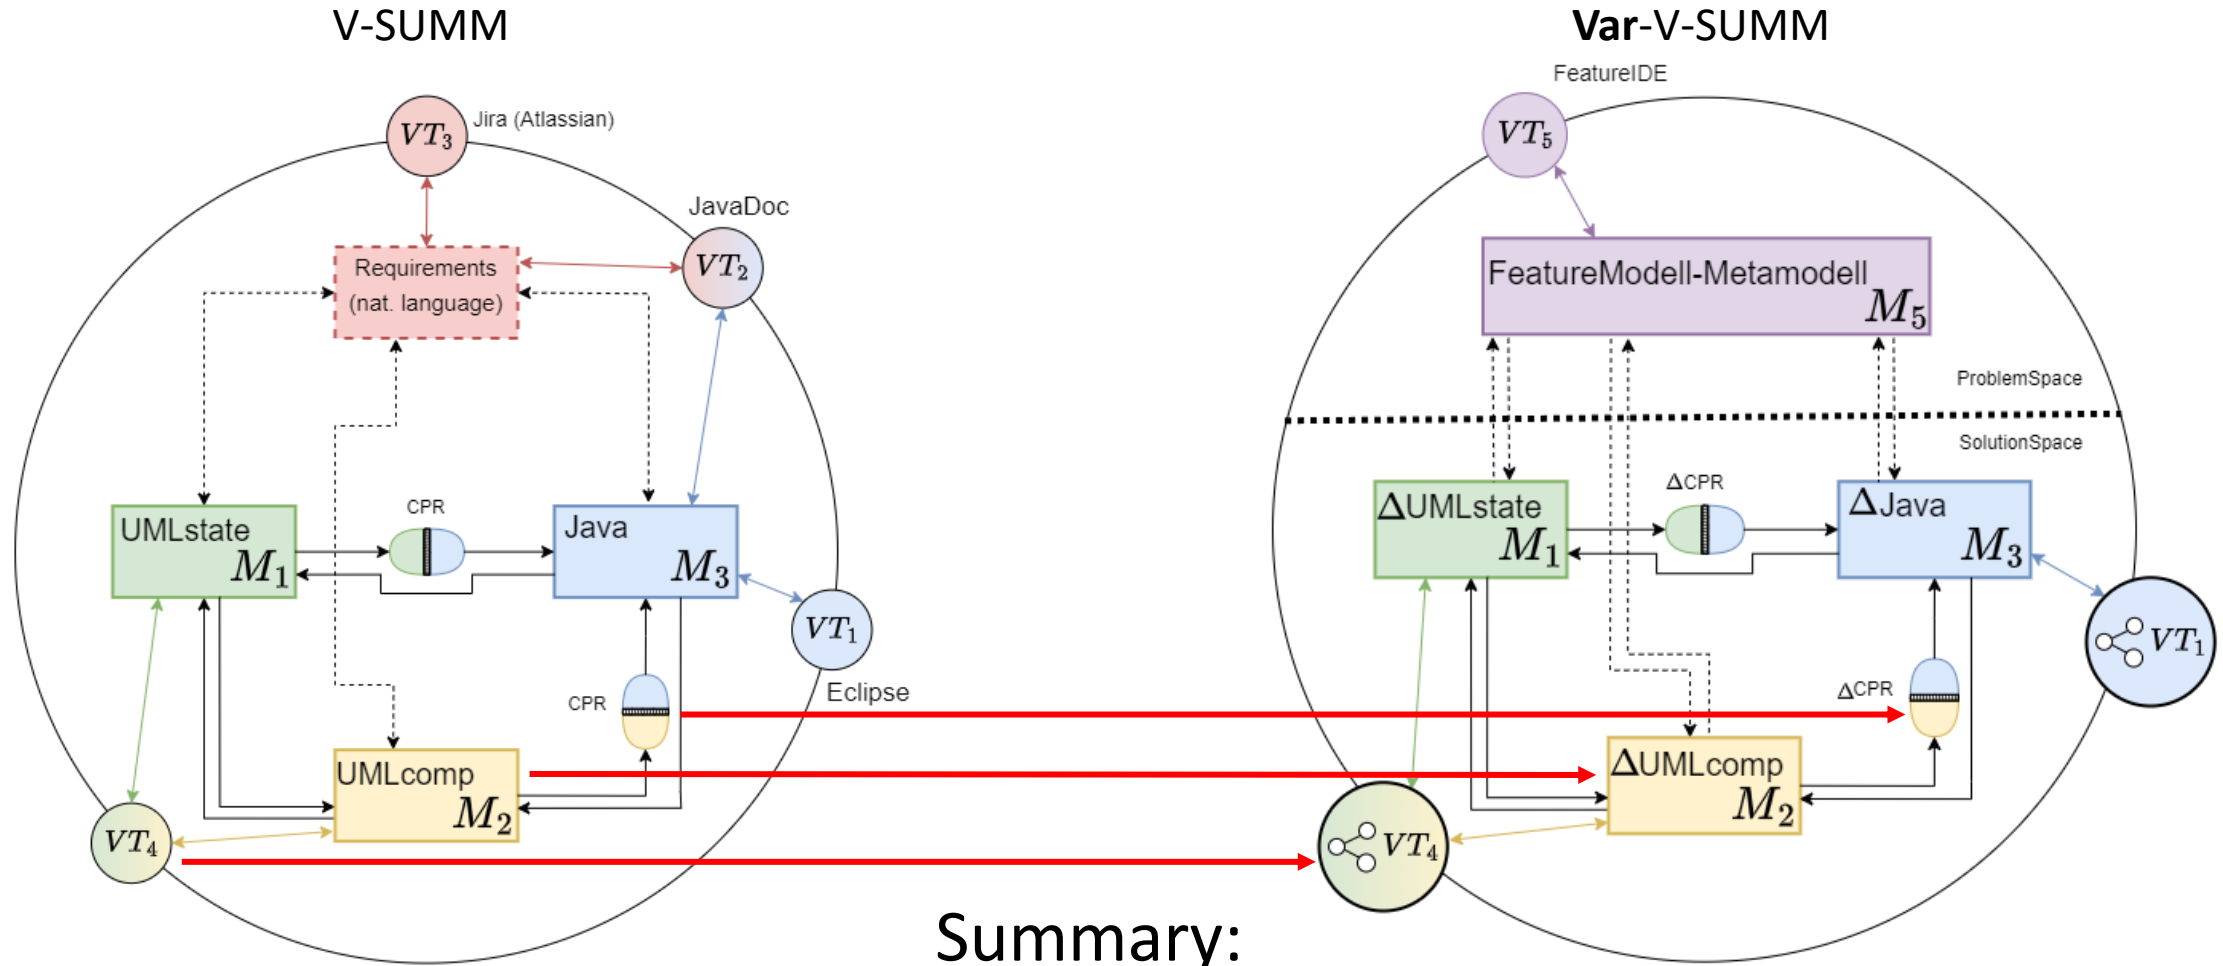 V-SUMM
VT₃
Jira (Atlassian)
JavaDoc
VT₂
Requirements
(nat. language)
UMLstate
M₁
CPR
Java
M₃
VT₁
Eclipse
CPR
UMLcomp
M₂
VT₄
Var-V-SUMM
FeatureIDE
VT₅
FeatureModell-Metamodell
M₅
ProblemSpace
SolutionSpace
ΔUMLstate
M₁
ΔCPR
ΔJava
M₃
VT₁
ΔCPR
ΔUMLcomp
M₂
VT₄
Summary: